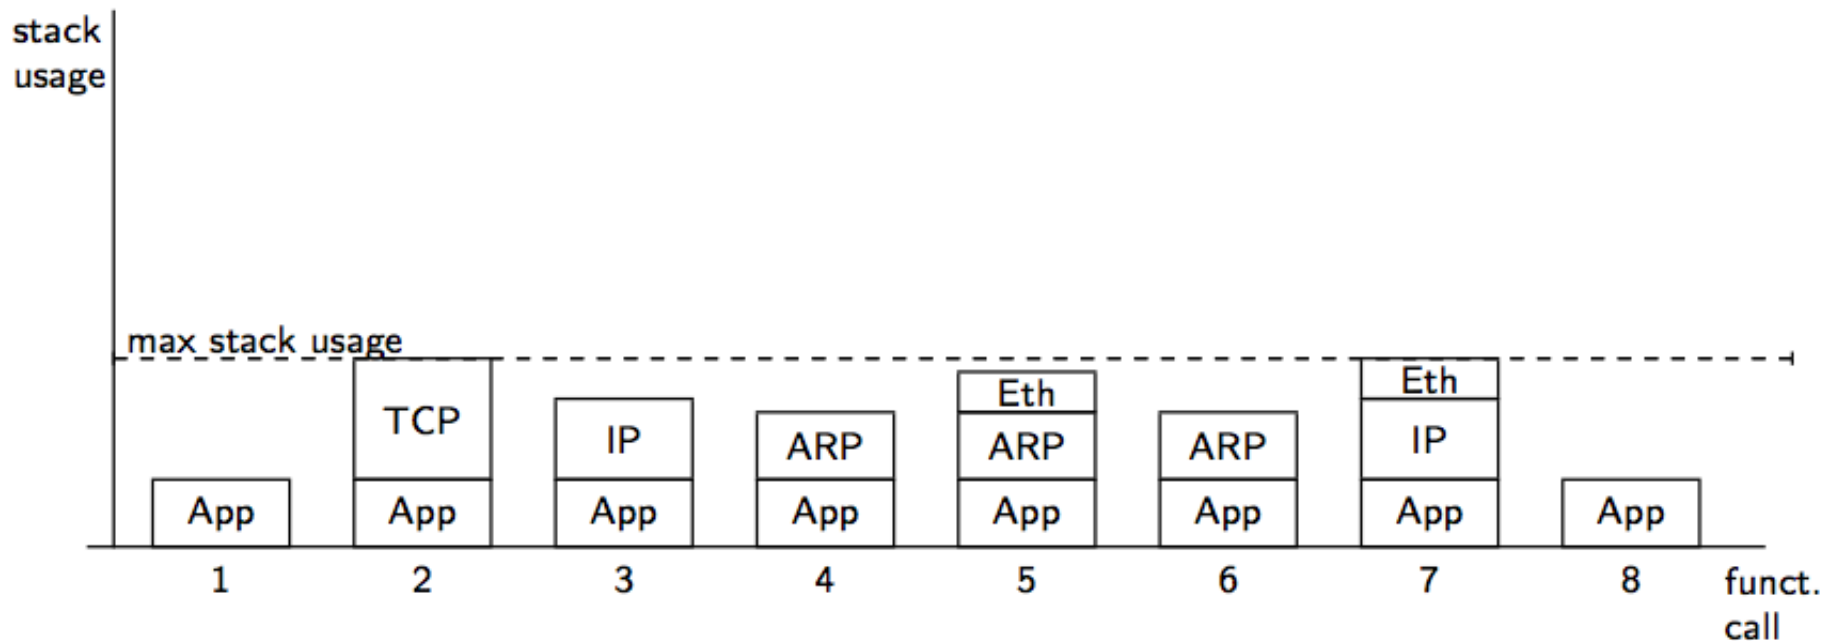 stack
usage
max stack usage
Eth
Eth
TCP
IP
ARP
ARP
ARP
IP
App
App
App
App
App
App
App
App
1
2
3
4
5
6
7
8
funct.
call